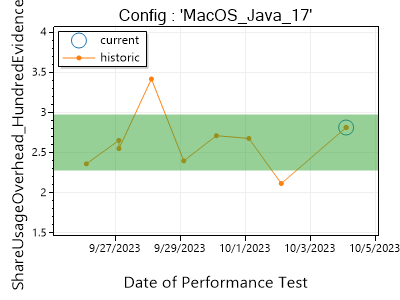 Config : 'MacOS_Java_17'
ShareUsageOverhead_HundredEvidence
current
historic
4
3.5
3
2.5
2
1.5
9/27/2023
9/29/2023
10/1/2023
10/3/2023
10/5/2023
Date of Performance Test